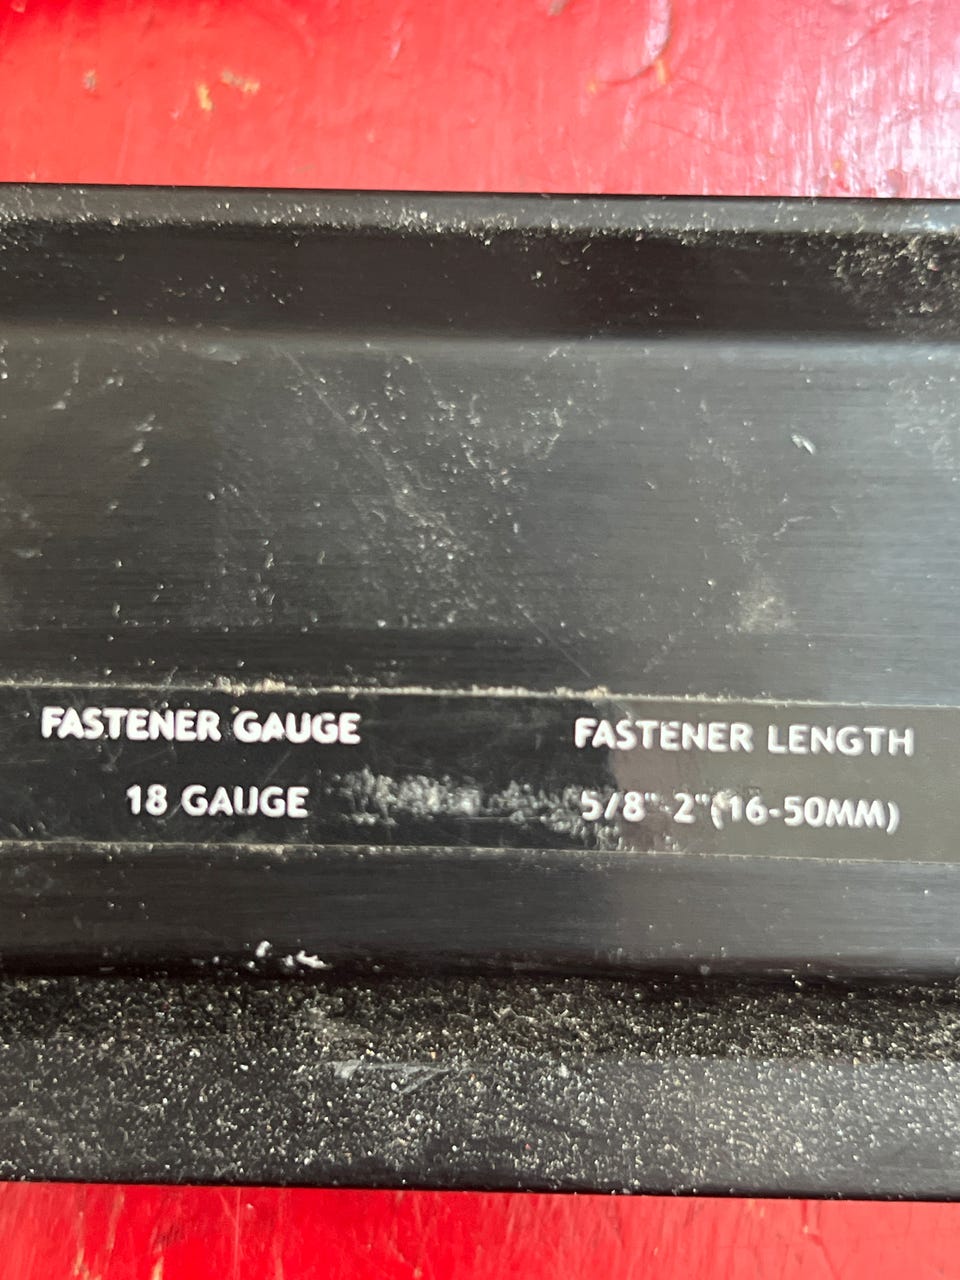 FASTENER GAUGE
18 GAUGE
FASTENER LENGTH
5/8"-2"(16-50MM)